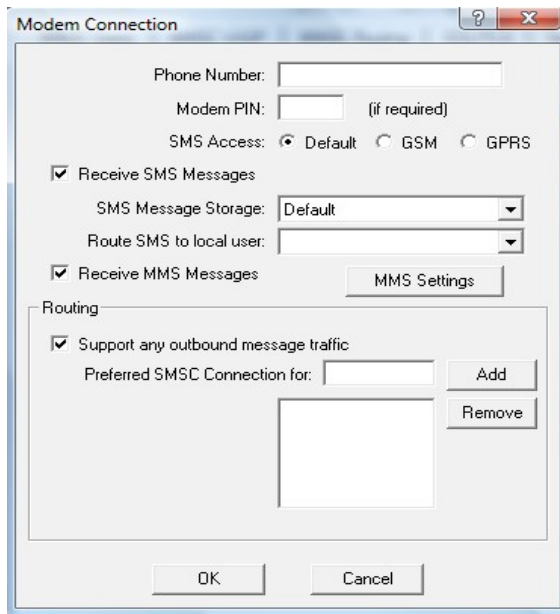 Modem Connection
Phone Number:
Modem PIN: (if required)
SMS Access: Default GSM GPRS
Receive SMS Messages
SMS Message Storage: Default
Route SMS to local user:
Receive MMS Messages MMS Settings
Routing
Support any outbound message traffic
Preferred SMSC Connection for: Add
Remove
OK Cancel